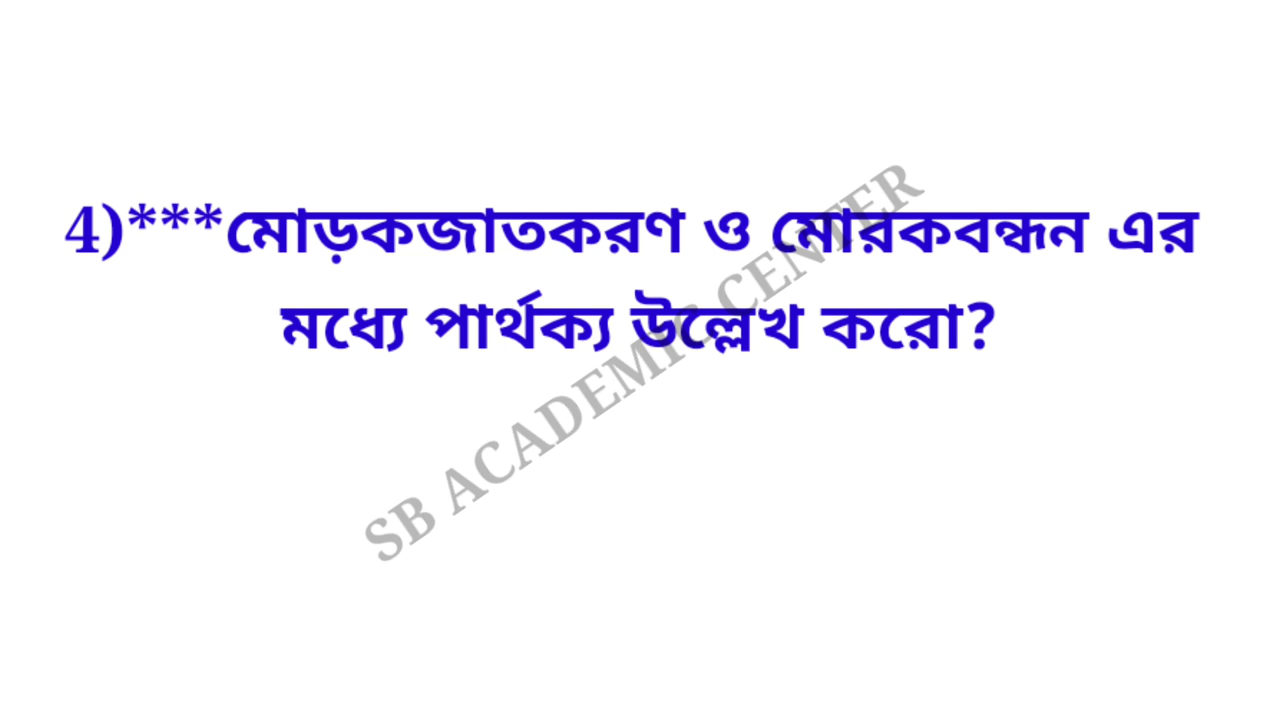 4)***মোড়কজাতকরণ ও মোরকবন্ধন এর
মধ্যে পার্থক্য উল্লেখ করো?
SB ACADEMIC CENTER